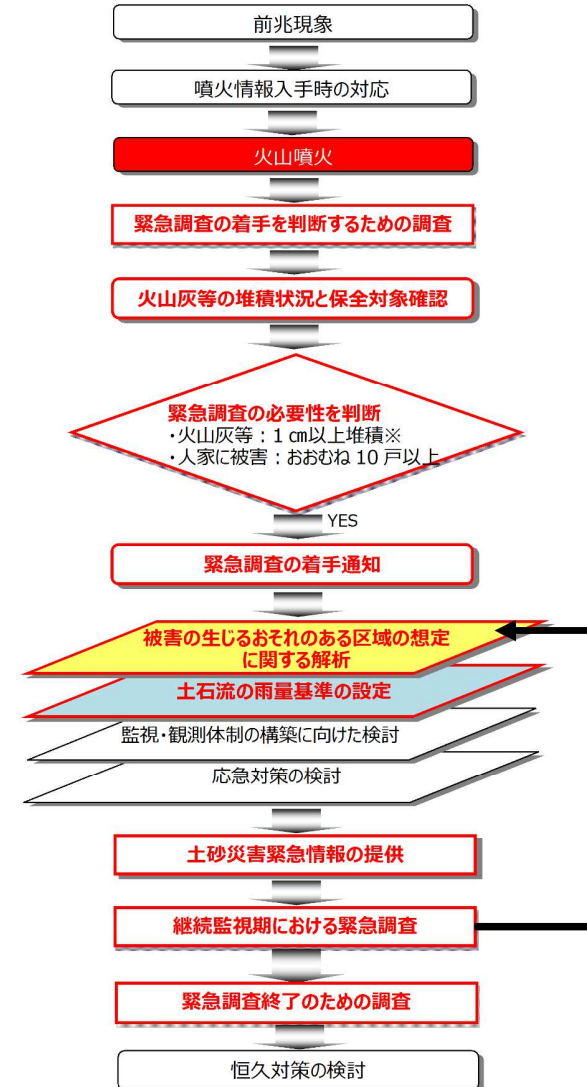 前兆現象
噴火情報入手時の対応
火山噴火
緊急調査の着手を判断するための調査
火山灰等の堆積状況と保全対象確認
緊急調査の必要性を判断
・火山灰等：１㎝以上堆積※
・人家に被害：おおむね 10 戸以上
YES
緊急調査の着手通知
被害の生じるおそれのある区域の想定
に関する解析
土石流の雨量基準の設定
監視・観測体制の構築に向けた検討
応急対策の検討
土砂災害緊急情報の提供
継続監視期における緊急調査
緊急調査終了のための調査
恒久対策の検討